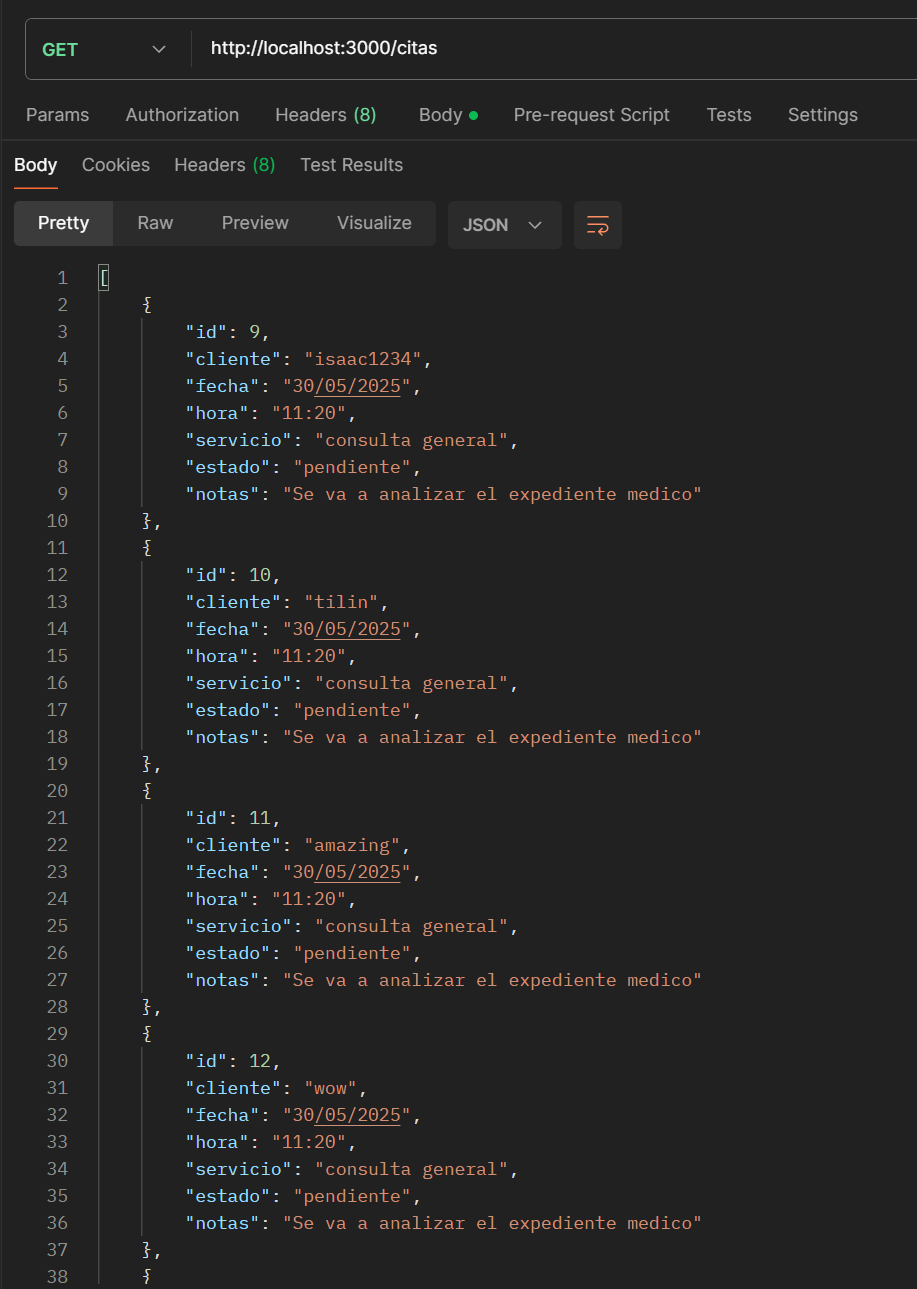 GET http://localhost:3000/citas
Params Authorization Headers (8) Body Pre-request Script Tests Settings
Body Cookies Headers (8) Test Results
Pretty Raw Preview Visualize JSON
1 [
2 {
3 "id": 9,
4 "cliente": "isaac1234",
5 "fecha": "30/05/2025",
6 "hora": "11:20",
7 "servicio": "consulta general",
8 "estado": "pendiente",
9 "notas": "Se va a analizar el expediente medico"
10 },
11 {
12 "id": 10,
13 "cliente": "tilin",
14 "fecha": "30/05/2025",
15 "hora": "11:20",
16 "servicio": "consulta general",
17 "estado": "pendiente",
18 "notas": "Se va a analizar el expediente medico"
19 },
20 {
21 "id": 11,
22 "cliente": "amazing",
23 "fecha": "30/05/2025",
24 "hora": "11:20",
25 "servicio": "consulta general",
26 "estado": "pendiente",
27 "notas": "Se va a analizar el expediente medico"
28 },
29 {
30 "id": 12,
31 "cliente": "wow",
32 "fecha": "30/05/2025",
33 "hora": "11:20",
34 "servicio": "consulta general",
35 "estado": "pendiente",
36 "notas": "Se va a analizar el expediente medico"
37 },
38 {